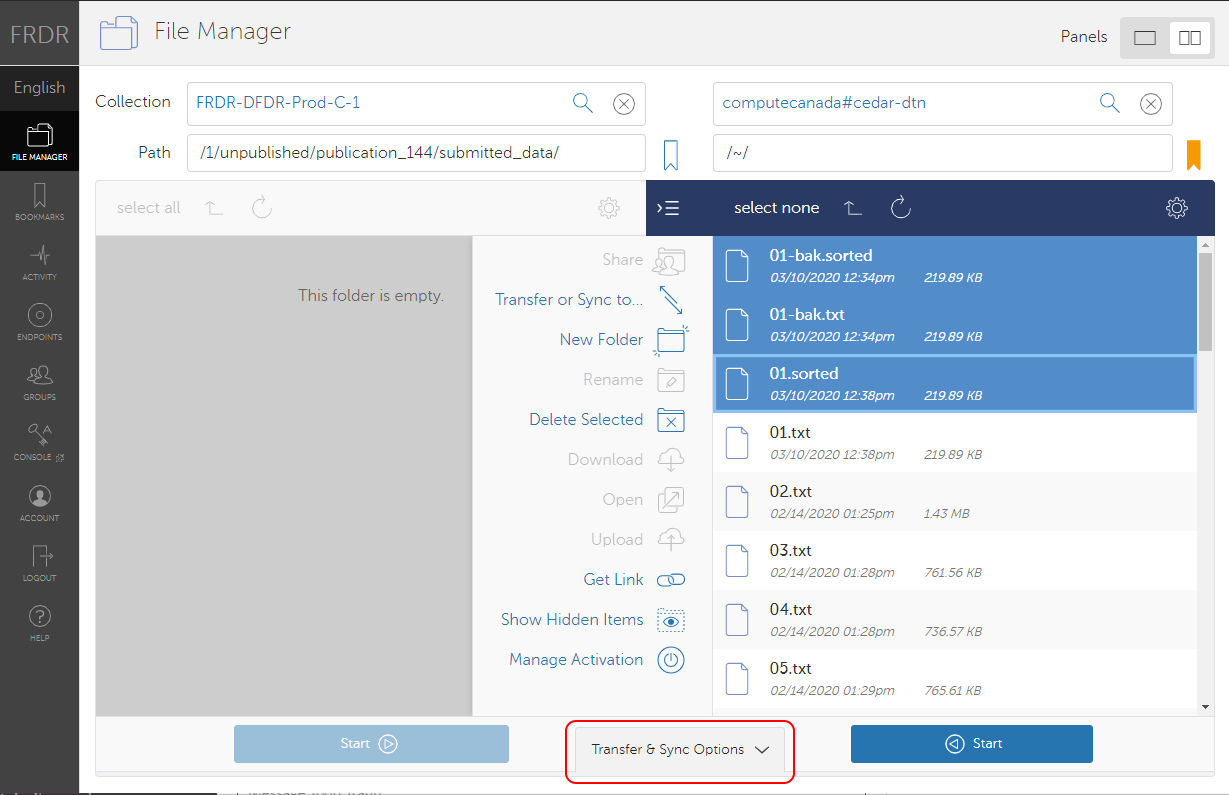 FRDR
File Manager
Panels
English
Collection
FRDR-DFDR-Prod-C-1
computecanada#cedar-dtn
Path
/1/unpublished/publication_144/submitted_data/
/~/
FILE MANAGER
BOOKMARKS
ACTIVITY
ENDPOINTS
GROUPS
CONSOLE
ACCOUNT
LOGOUT
HELP
select all
select none
This folder is empty.
Share
Transfer or Sync to...
New Folder
Rename
Delete Selected
Download
Open
Upload
Get Link
Show Hidden Items
Manage Activation
01-bak.sorted
03/10/2020 12:34pm 219.89 KB
01-bak.txt
03/10/2020 12:34pm 219.89 KB
01.sorted
03/10/2020 12:38pm 219.89 KB
01.txt
03/10/2020 12:38pm 219.89 KB
02.txt
02/14/2020 01:25pm 1.43 MB
03.txt
02/14/2020 01:28pm 761.56 KB
04.txt
02/14/2020 01:28pm 736.57 KB
05.txt
02/14/2020 01:29pm 765.61 KB
Start
Transfer & Sync Options
Start